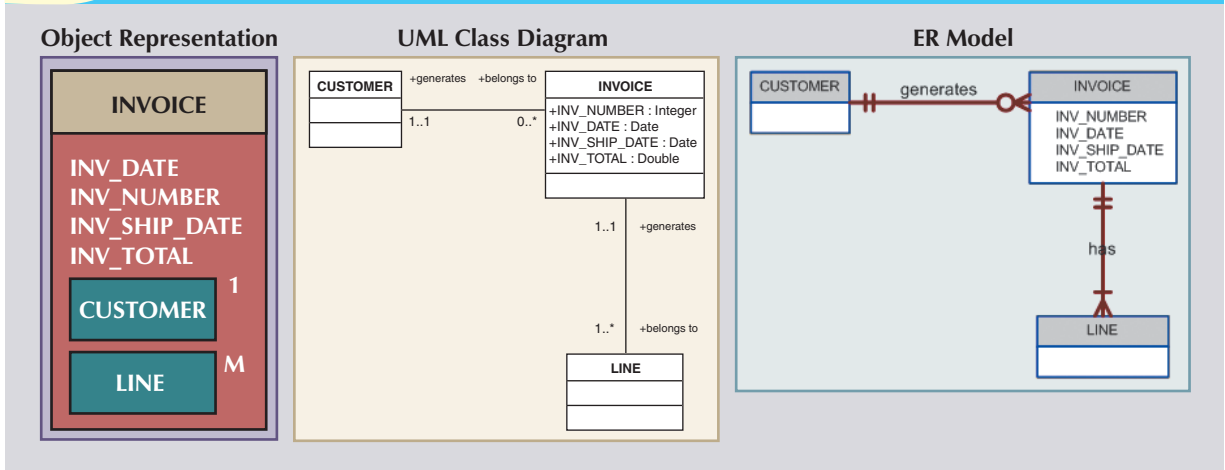 Object Representation
INVOICE
INV_DATE
INV_NUMBER
INV_SHIP_DATE
INV_TOTAL
CUSTOMER
1
LINE
M
UML Class Diagram
CUSTOMER
+generates +belongs to
1..1 0..*
INVOICE
+INV_NUMBER : Integer
+INV_DATE : Date
+INV_SHIP_DATE : Date
+INV_TOTAL : Double
1..1 +generates
1..* +belongs to
LINE
ER Model
CUSTOMER
generates
INVOICE
INV_NUMBER
INV_DATE
INV_SHIP_DATE
INV_TOTAL
has
LINE